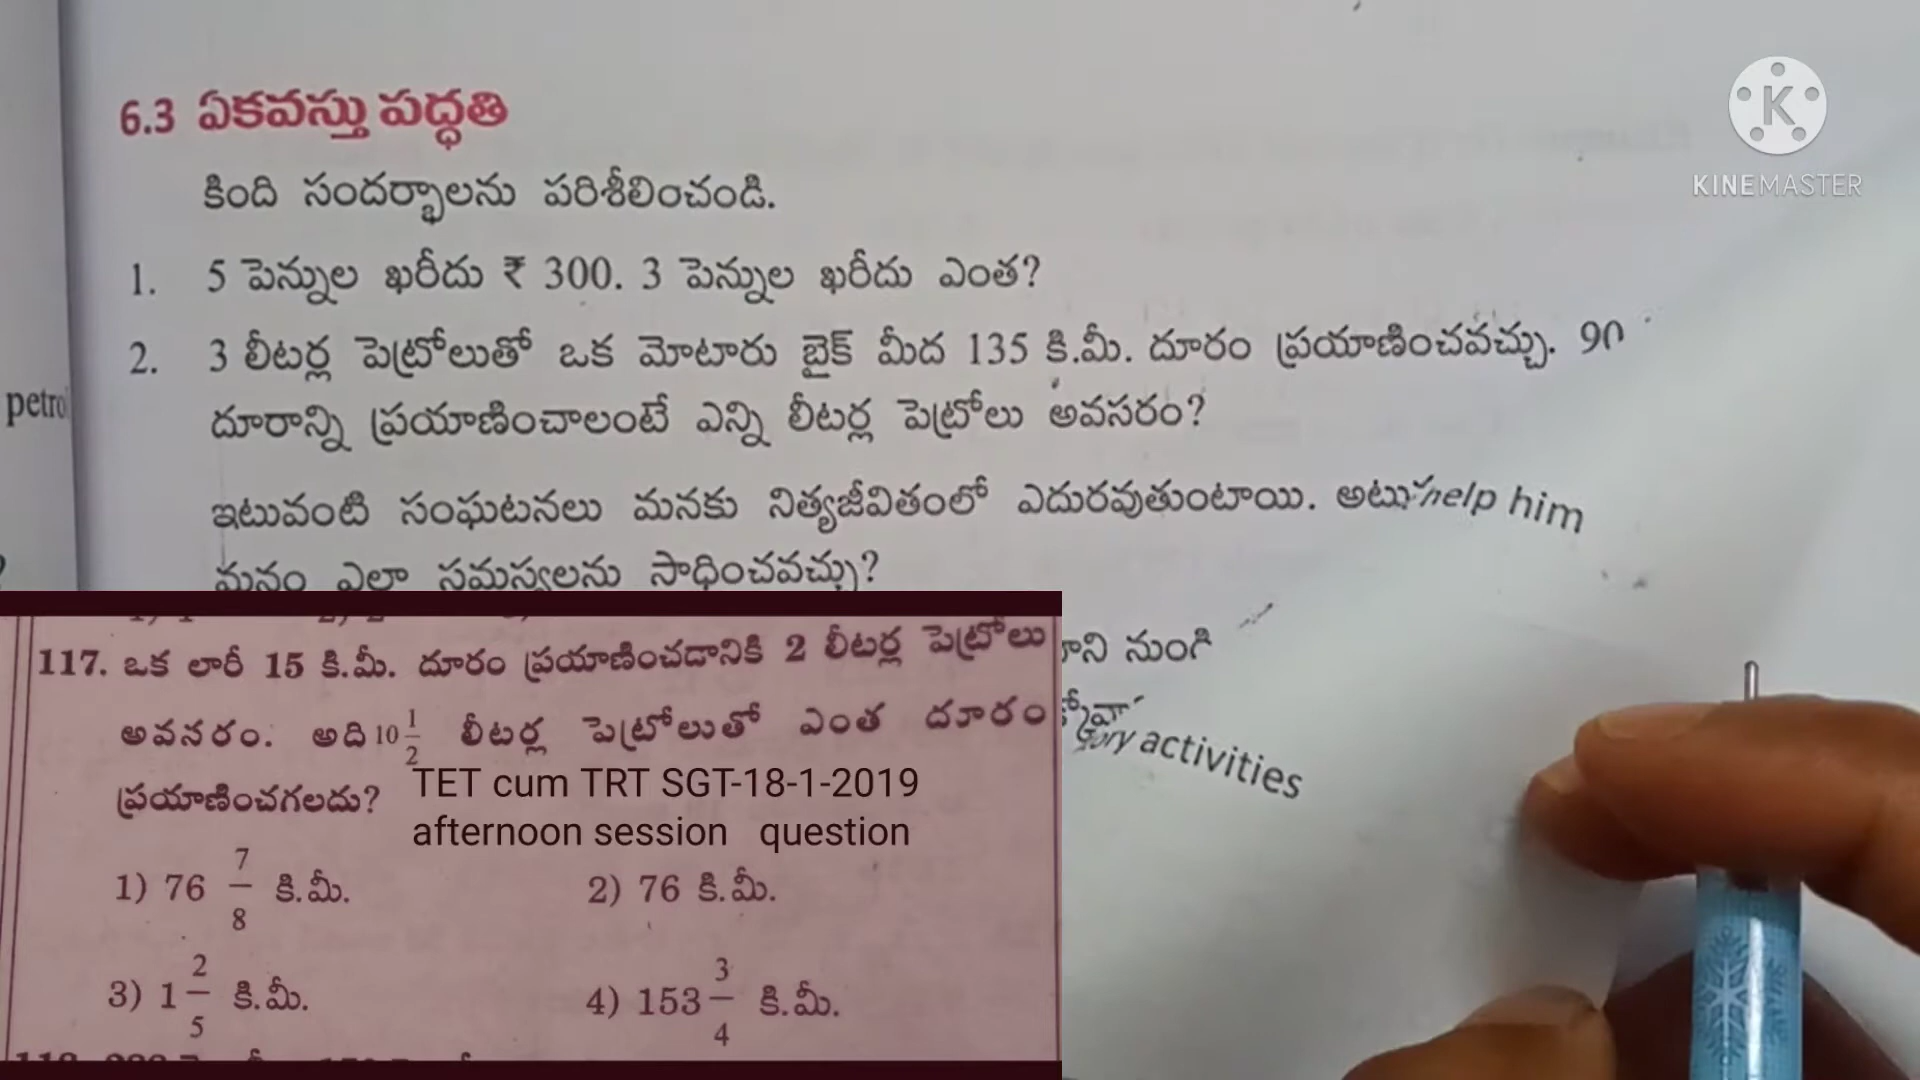 6.3 ఏకవస్తు పద్ధతి
కింది సందర్భాలను పరిశీలించండి.
1. 5 పెన్నుల ఖరీదు ₹ 300. 3 పెన్నుల ఖరీదు ఎంత?
2. 3 లీటర్ల పెట్రోలుతో ఒక మోటారు బైక్ మీద 135 కి.మీ. దూరం ప్రయాణించవచ్చు. 90
దూరాన్ని ప్రయాణించాలంటే ఎన్ని లీటర్ల పెట్రోలు అవసరం?
ఇటువంటి సంఘటనలు మనకు నిత్యజీవితంలో ఎదురవుతుంటాయి. అటు
help him
మనం ఎలా సమస్యలను సాధించవచ్చు?
petrol
KINEMASTER
117. ఒక లారీ 15 కి.మీ. దూరం ప్రయాణించడానికి 2 లీటర్ల పెట్రోలు
అవసరం. అది 10 1/2 లీటర్ల పెట్రోలుతో ఎంత దూరం
ప్రయాణించగలదు?
TET cum TRT SGT-18-1-2019
afternoon session question
1) 76 7/8 కి.మీ.
2) 76 కి.మీ.
3) 1 2/5 కి.మీ.
4) 153 3/4 కి.మీ.
activities